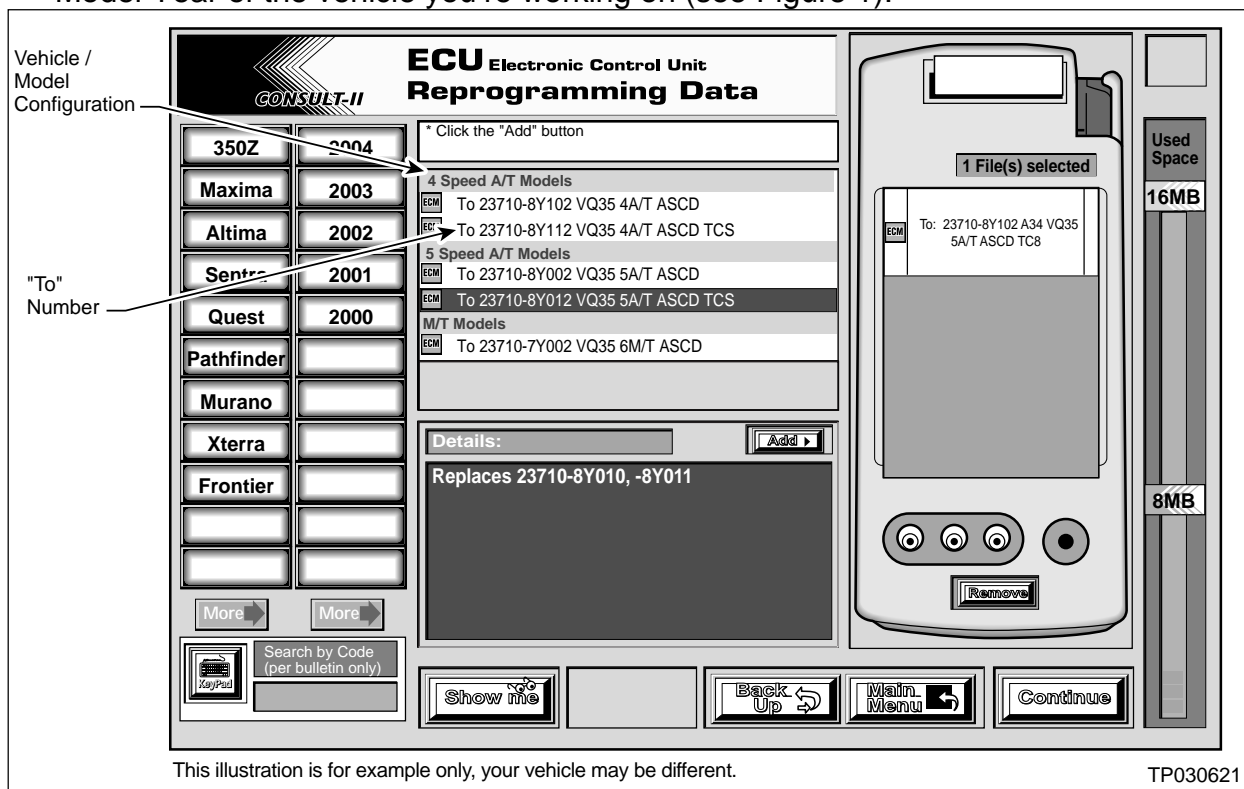 Model Year of the vehicle you're working on (see Figure 1).
Vehicle /
Model
Configuration
"To"
Number
CONSULT-II
ECU Electronic Control Unit
Reprogramming Data
350Z
Maxima
Altima
Sentra
Quest
Pathfinder
Murano
Xterra
Frontier
More
2004
2003
2002
2001
2000
More
KeyPad
Search by Code
(per bulletin only)
* Click the "Add" button
4 Speed A/T Models
ECM To 23710-8Y102 VQ35 4A/T ASCD
ECM To 23710-8Y112 VQ35 4A/T ASCD TCS
5 Speed A/T Models
ECM To 23710-8Y002 VQ35 5A/T ASCD
ECM To 23710-8Y012 VQ35 5A/T ASCD TCS
M/T Models
ECM To 23710-7Y002 VQ35 6M/T ASCD
Details:
Add
Replaces 23710-8Y010, -8Y011
Show me
Back Up
Main Menu
Continue
1 File(s) selected
ECM To: 23710-8Y102 A34 VQ35
5A/T ASCD TC8
Remove
Used
Space
16MB
8MB
This illustration is for example only, your vehicle may be different.
TP030621